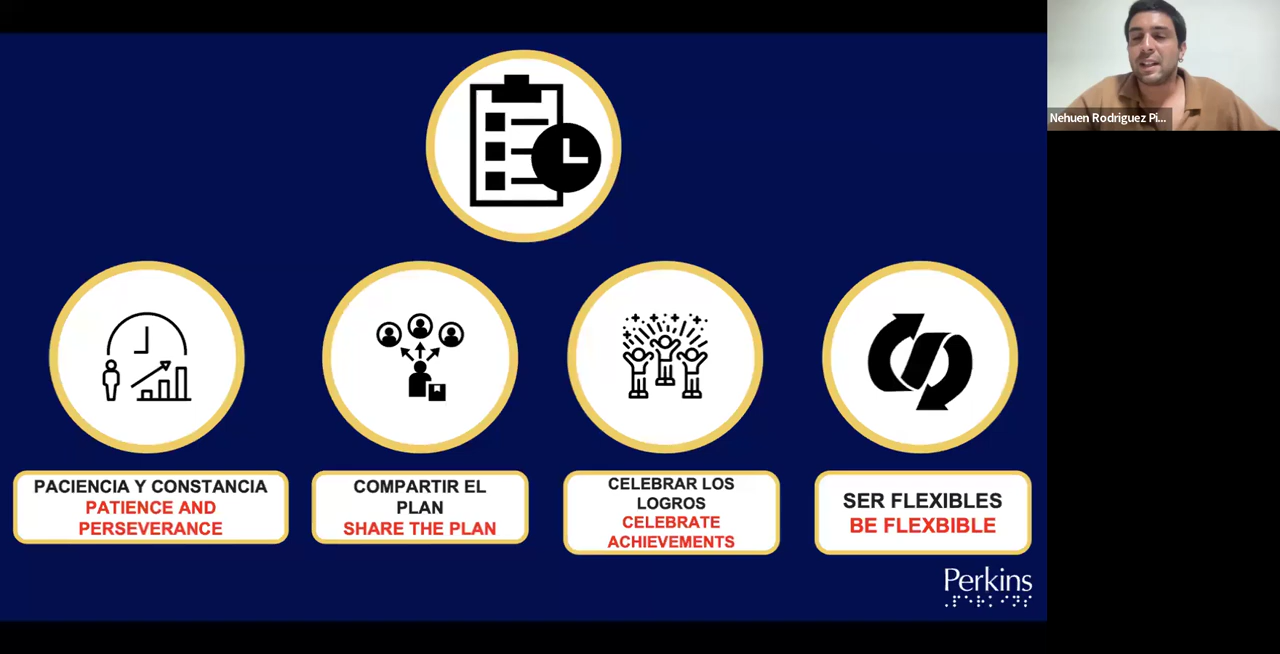 Nehuen Rodriguez Pi...
PACIENCIA Y CONSTANCIA
PATIENCE AND
PERSEVERANCE
COMPARTIR EL
PLAN
SHARE THE PLAN
CELEBRAR LOS
LOGROS
CELEBRATE
ACHIEVEMENTS
SER FLEXIBLES
BE FLEXBIBLE
Perkins
⠠⠏⠑⠗⠅⠊⠝⠎